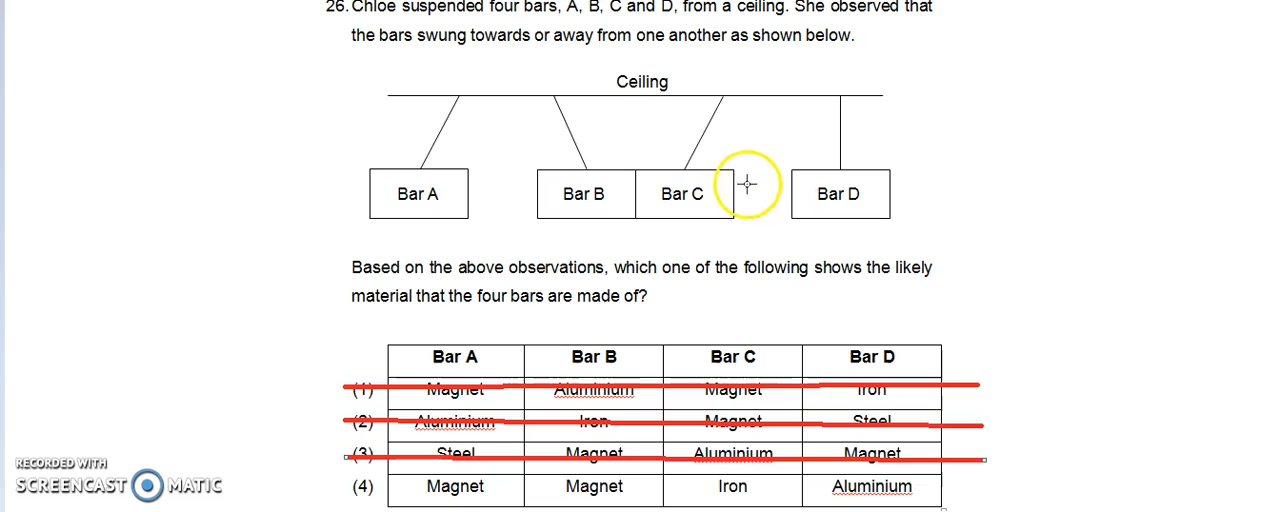 26. Chloe suspended four bars, A, B, C and D, from a ceiling. She observed that
the bars swung towards or away from one another as shown below.
Ceiling
Bar A Bar B Bar C Bar D
Based on the above observations, which one of the following shows the likely
material that the four bars are made of?
Bar A Bar B Bar C Bar D
(1) Magnet Aluminium Magnet Iron
(2) Aluminium Iron Magnet Steel
(3) Steel Magnet Aluminium Magnet
(4) Magnet Magnet Iron Aluminium
RECORDED WITH
SCREENCAST MATIC